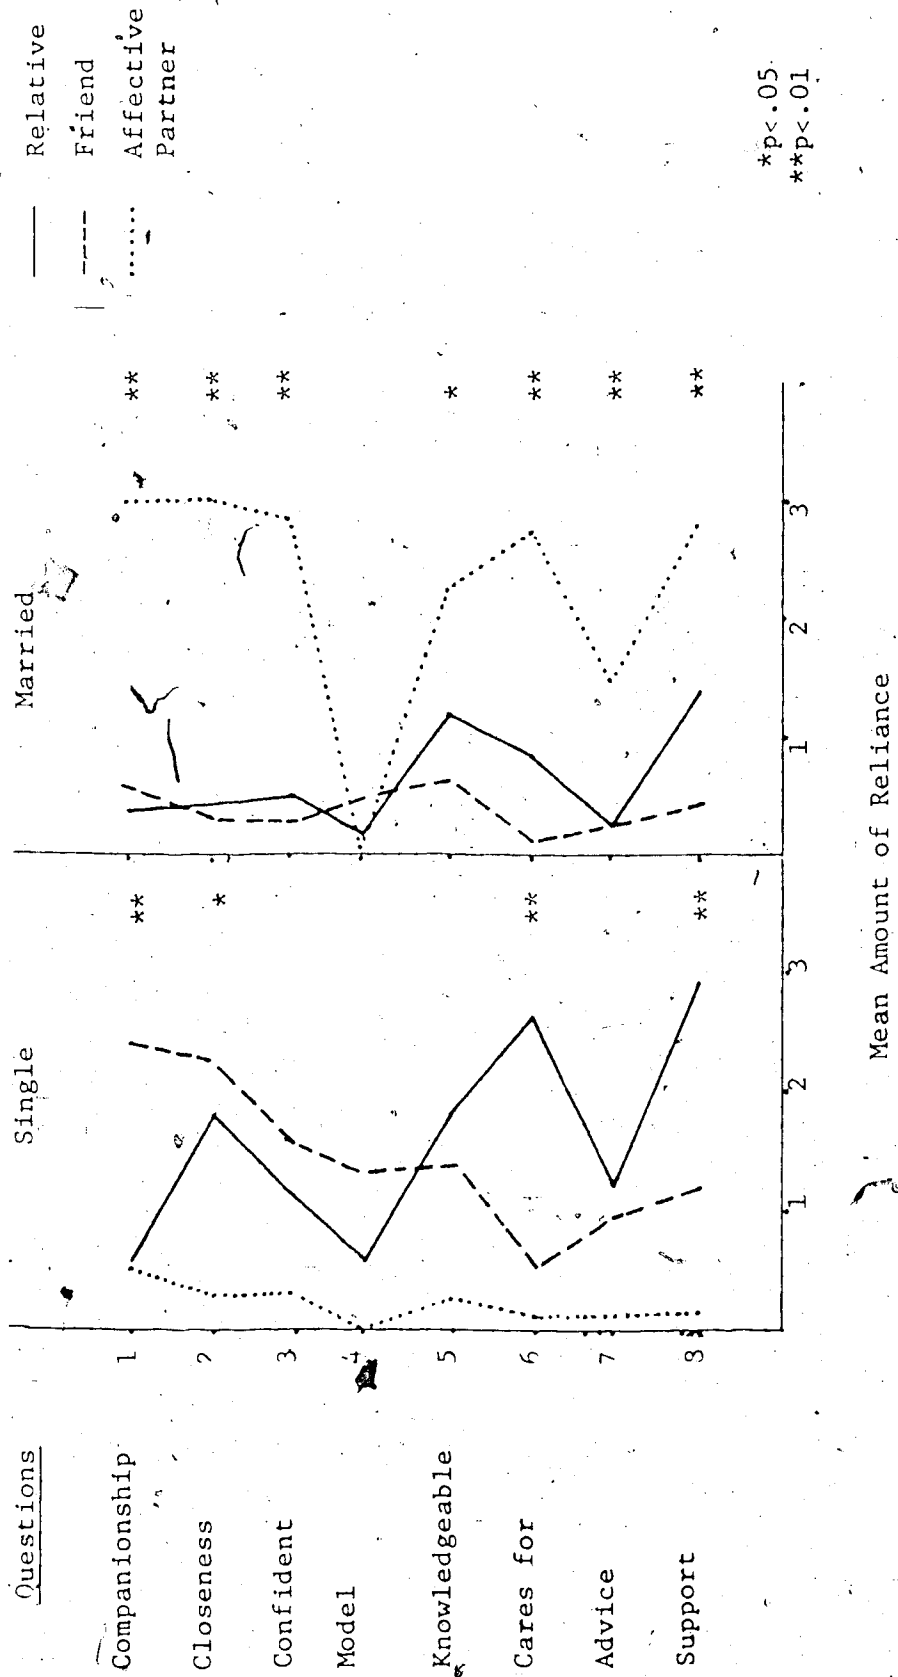 Relative
Friend
Affective
Partner
Single
Married
Questions
Companionship 1 ** **
Closeness 2 * **
Confident 3 **
Model 4
Knowledgeable 5 *
Cares for 6 ** **
Advice 7 **
Support 8 ** **
1 2 3 1 2 3
Mean Amount of Reliance
*p<.05
**p<.01